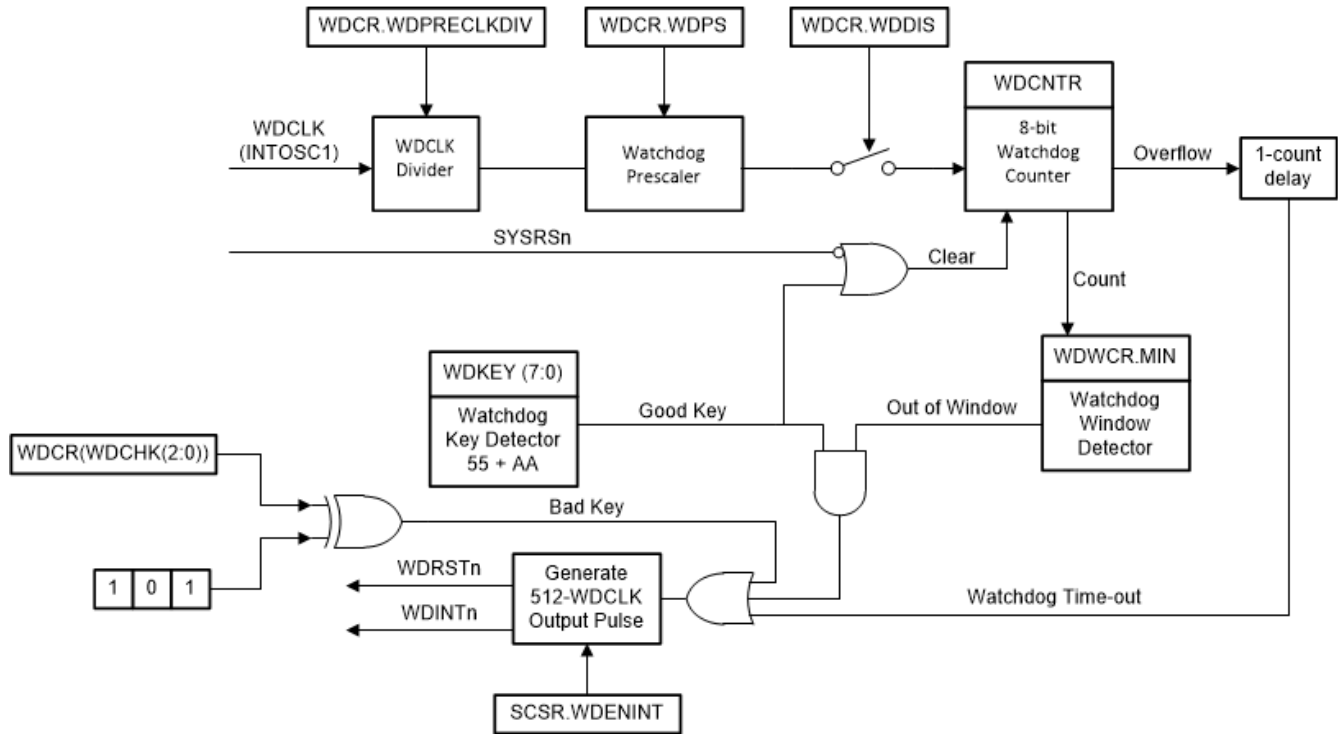 WDCR.WDPRECLKDIV
WDCR.WDPS
WDCR.WDDIS
WDCNTR
8-bit
Watchdog
Counter
WDCLK
(INTOSC1)
WDCLK
Divider
Watchdog
Prescaler
Overflow
1-count
delay
SYSRSn
Clear
Count
WDKEY (7:0)
Watchdog
Key Detector
55 + AA
Good Key
Out of Window
WDWCR.MIN
Watchdog
Window
Detector
WDCR(WDCHK(2:0))
Bad Key
1 0 1
WDRSTn
WDINTn
Generate
512-WDCLK
Output Pulse
Watchdog Time-out
SCSR.WDENINT